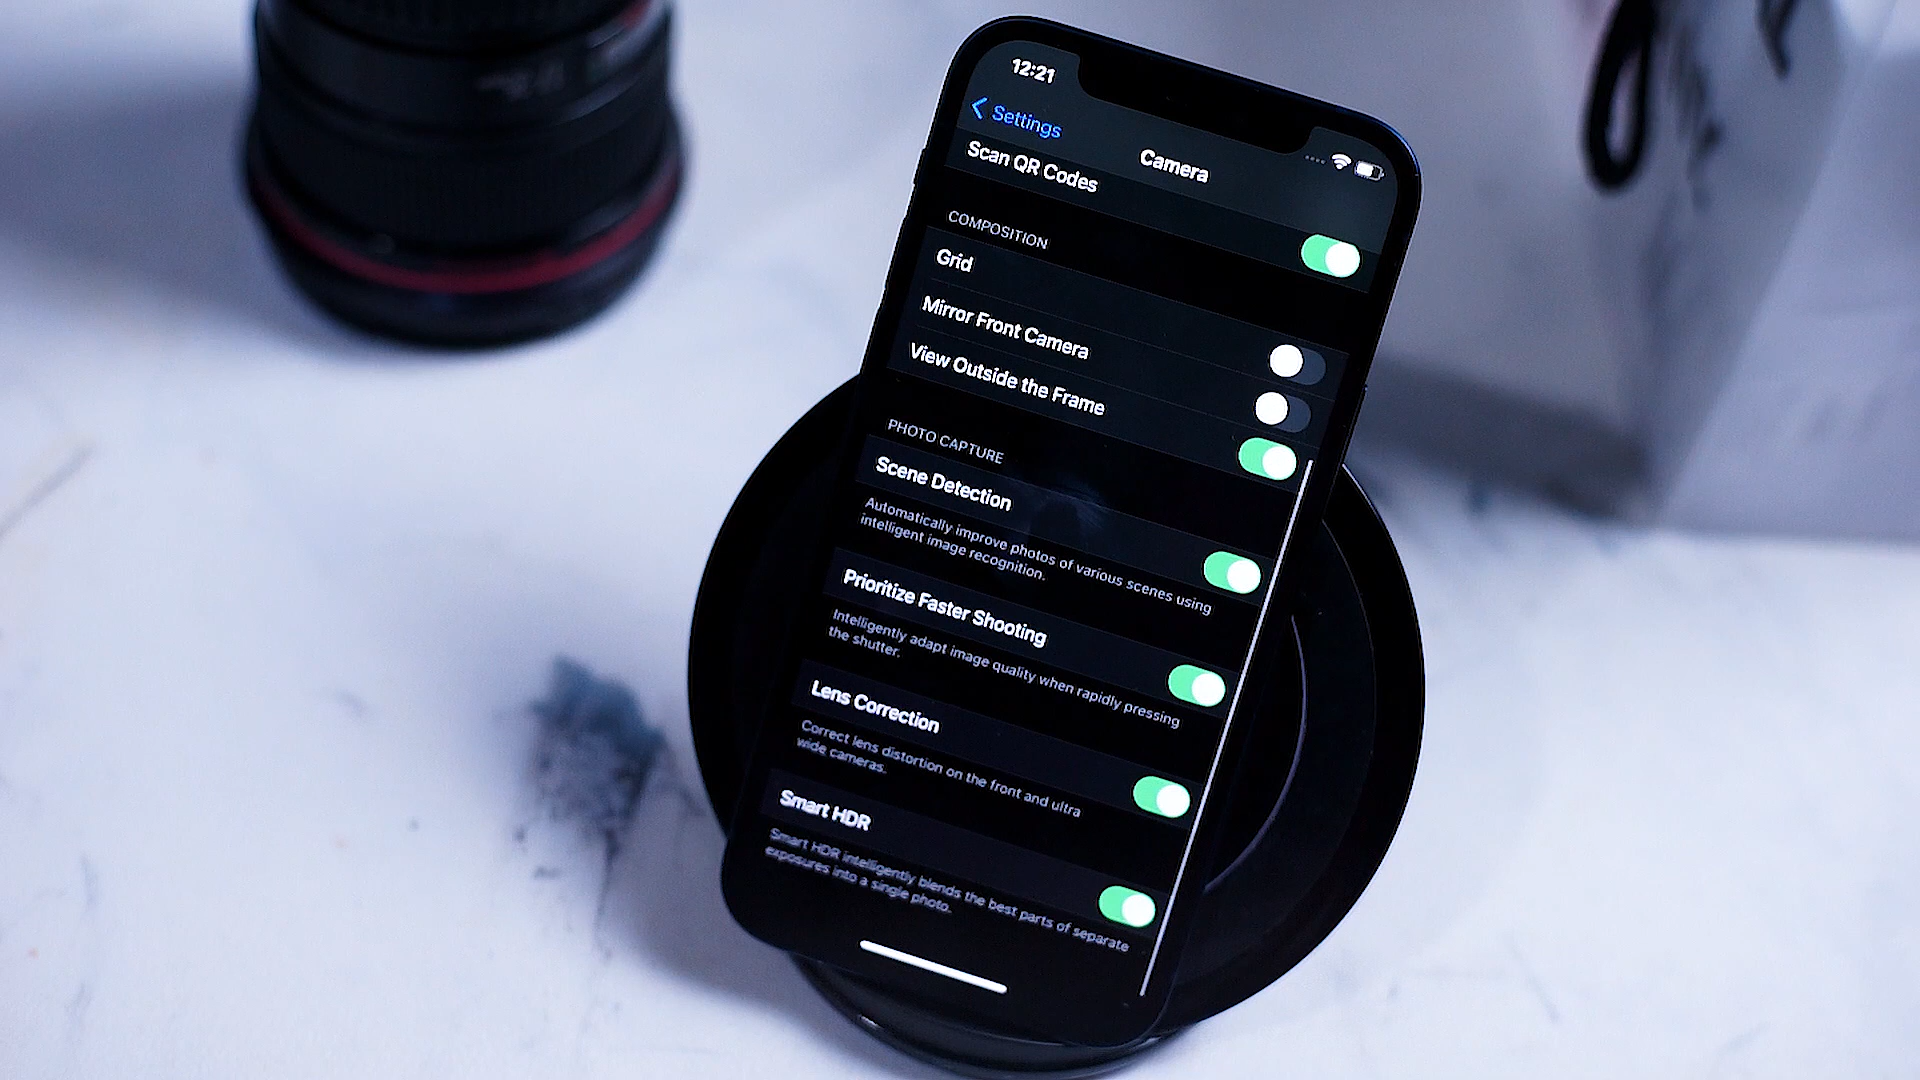 12:21
Settings
Camera
Scan QR Codes
COMPOSITION
Grid
Mirror Front Camera
View Outside the Frame
PHOTO CAPTURE
Scene Detection
Automatically improve photos of various scenes using
intelligent image recognition.
Prioritize Faster Shooting
Intelligently adapt image quality when rapidly pressing
the shutter.
Lens Correction
Correct lens distortion on the front and ultra
wide cameras.
Smart HDR
Smart HDR intelligently blends the best parts of separate
exposures into a single photo.